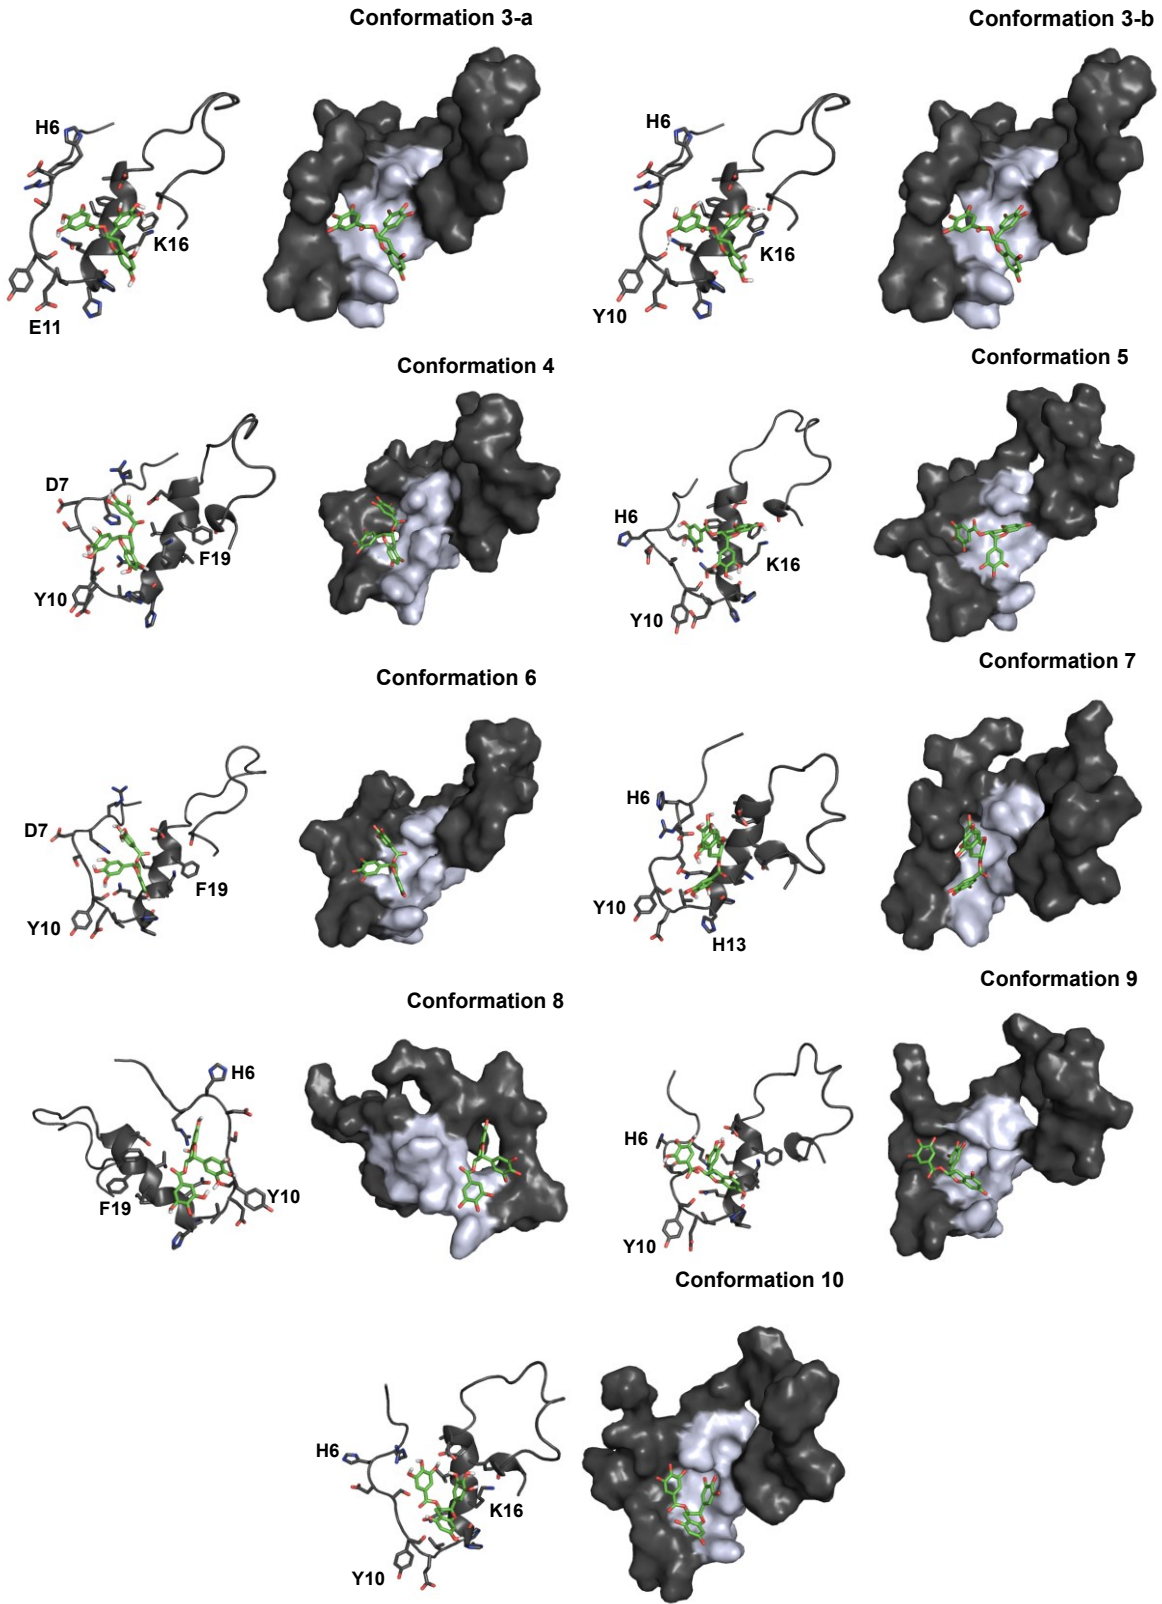 Conformation 3-a
Conformation 3-b
H6
K16
E11
H6
K16
Y10
Conformation 4
Conformation 5
D7
F19
Y10
H6
K16
Y10
Conformation 6
Conformation 7
D7
F19
Y10
H6
Y10
H13
Conformation 8
Conformation 9
H6
F19
Y10
H6
Y10
Conformation 10
H6
K16
Y10